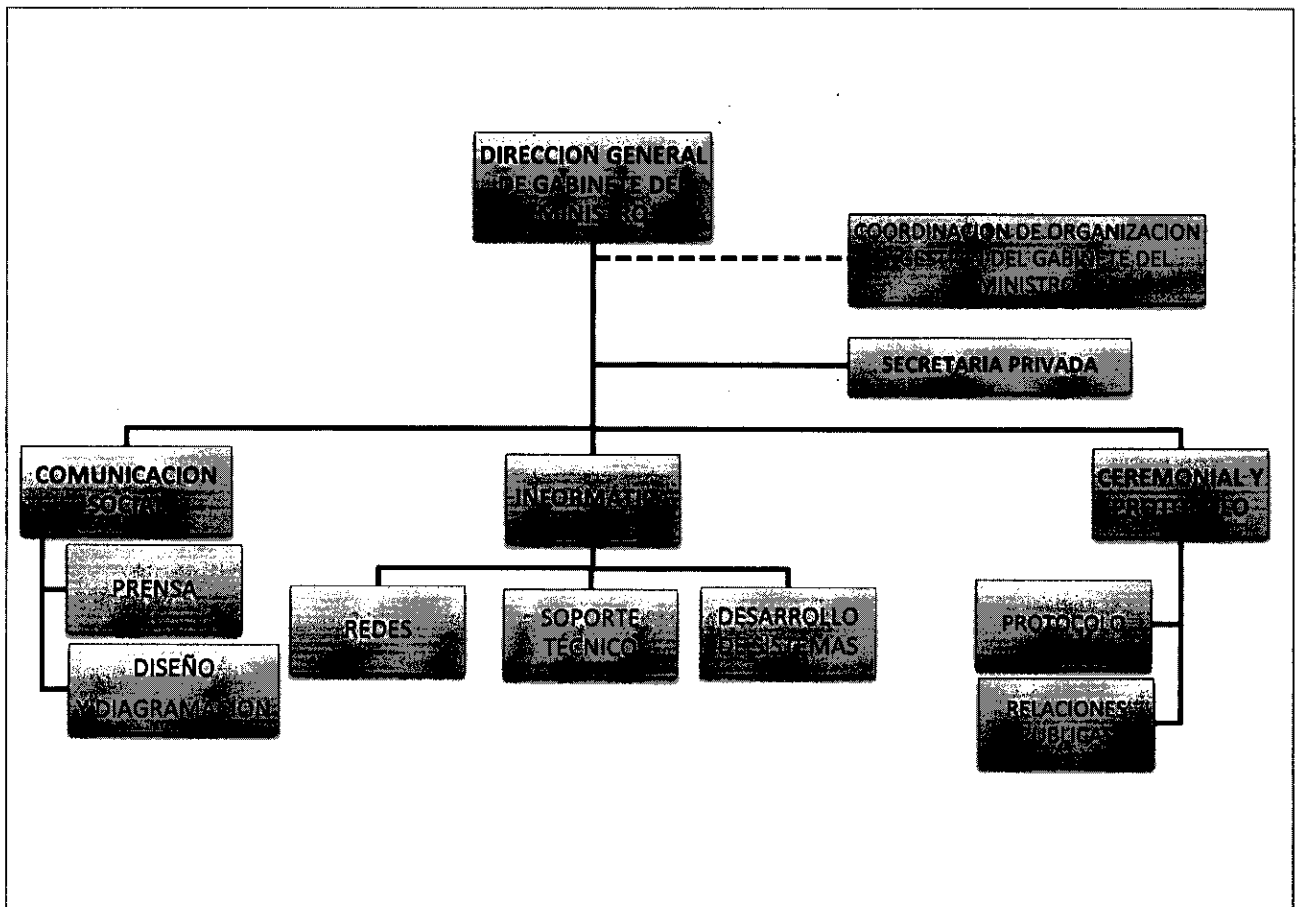 DIRECCION GENERAL
DE GABINETE DEL
MINISTRO
COORDINACION DE ORGANIZACION
GESTION DEL GABINETE DEL
MINISTRO
SECRETARIA PRIVADA
COMUNICACION
SOCIAL
INFORMATICA
CEREMONIAL Y
PROTOCOLO
PRENSA
DISEÑO
Y DIAGRAMACION
REDES
SOPORTE
TÉCNICO
DESARROLLO
DE SISTEMAS
PROTOCOLO
RELACIONES
PUBLICAS